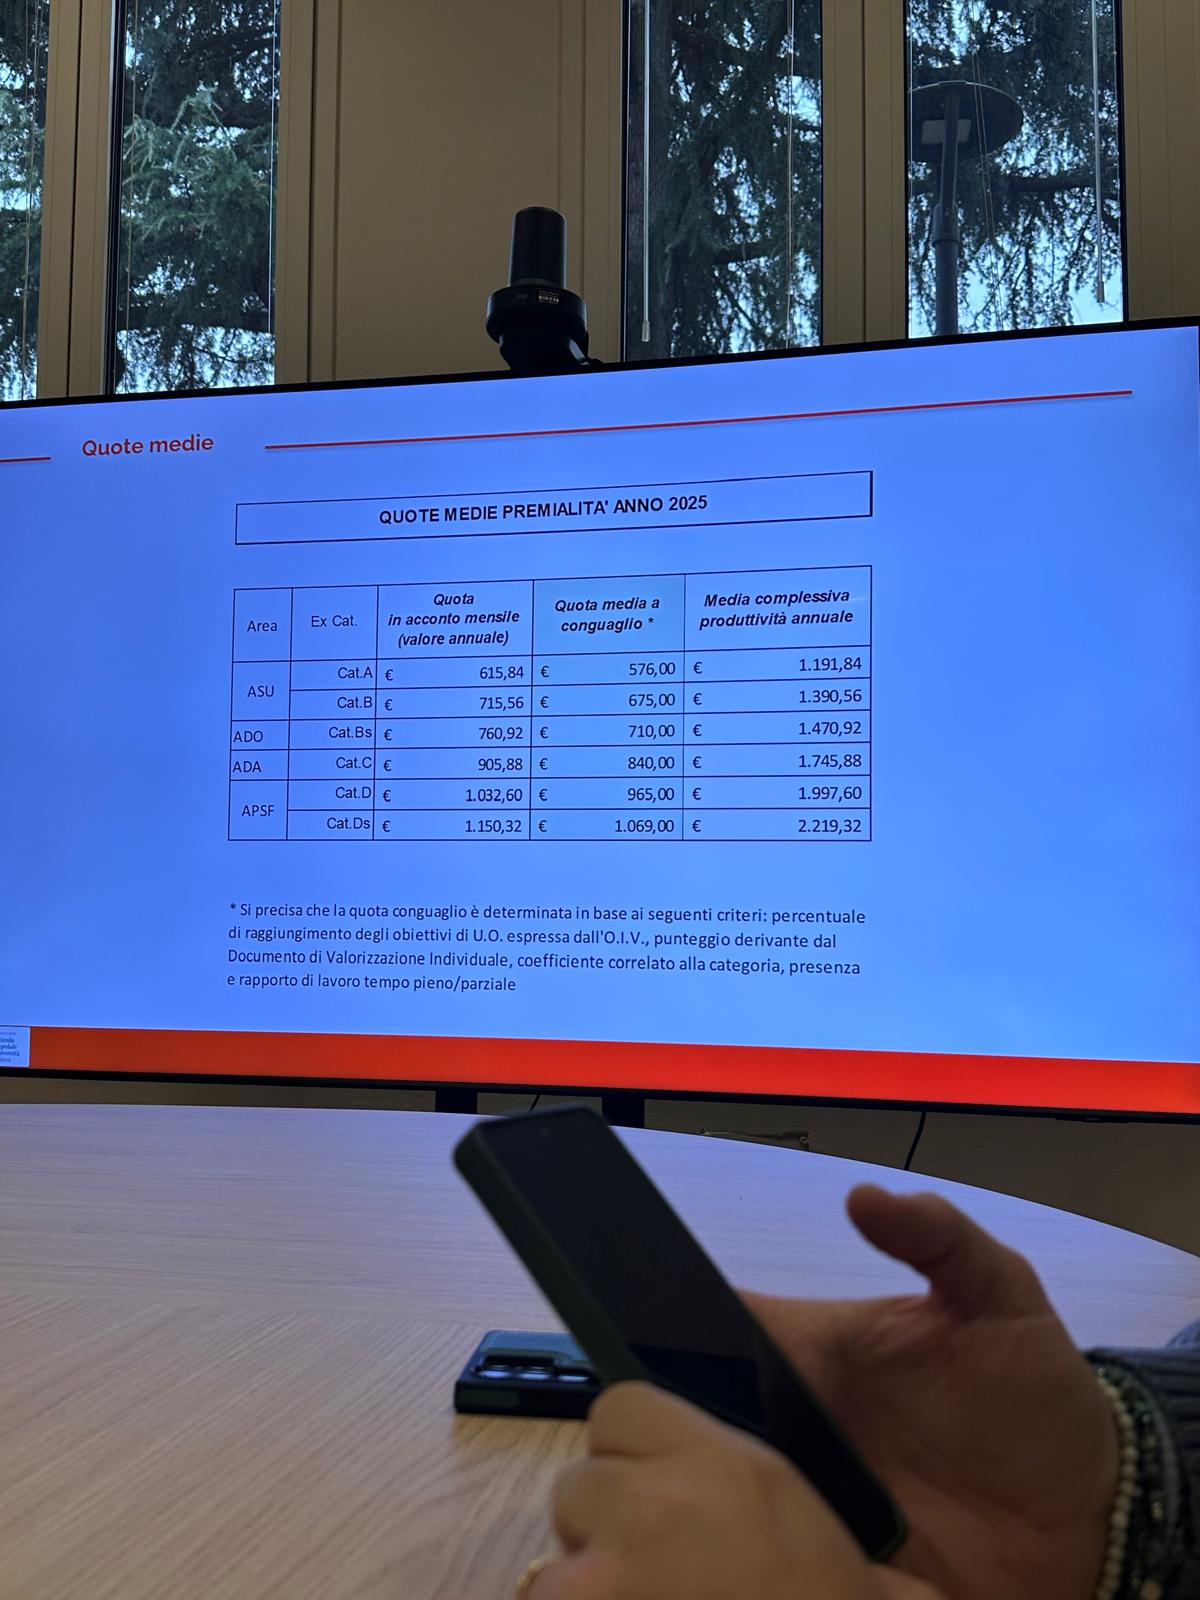 Quote medie
QUOTE MEDIE PREMIALITA' ANNO 2025
Area Ex Cat. Quota in acconto mensile (valore annuale) Quota media a conguaglio * Media complessiva produttività annuale
ASU Cat.A € 615,84 € 576,00 € 1.191,84
Cat.B € 715,56 € 675,00 € 1.390,56
ADO Cat.Bs € 760,92 € 710,00 € 1.470,92
ADA Cat.C € 905,88 € 840,00 € 1.745,88
APSF Cat.D € 1.032,60 € 965,00 € 1.997,60
Cat.Ds € 1.150,32 € 1.069,00 € 2.219,32
* Si precisa che la quota conguaglio è determinata in base ai seguenti criteri: percentuale
di raggiungimento degli obiettivi di U.O. espressa dall'O.I.V., punteggio derivante dal
Documento di Valorizzazione Individuale, coefficiente correlato alla categoria, presenza
e rapporto di lavoro tempo pieno/parziale